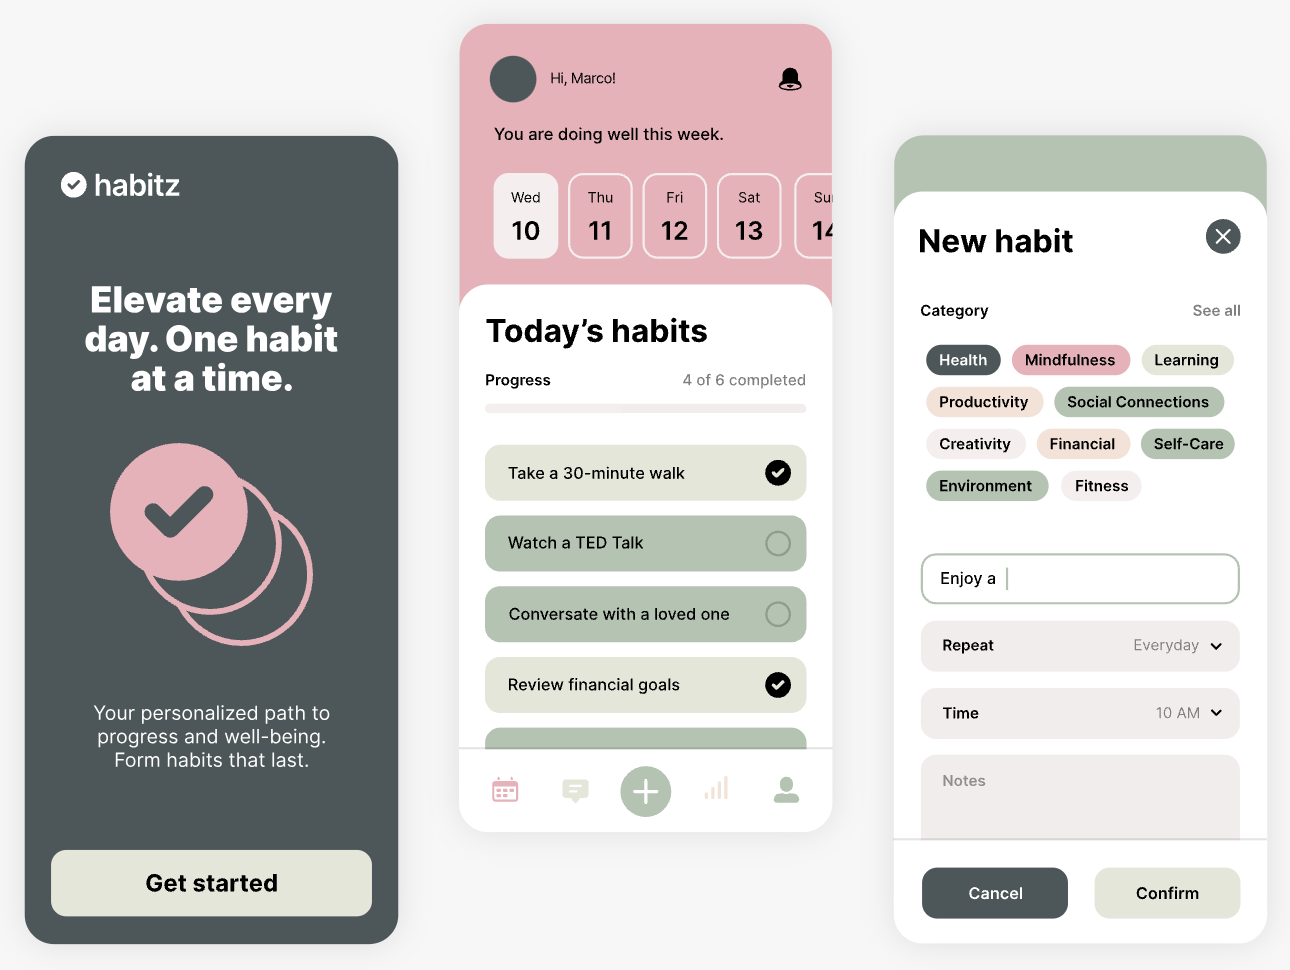 habitz
Elevate every
day. One habit
at a time.
Your personalized path to
progress and well-being.
Form habits that last.
Get started
Hi, Marco!
You are doing well this week.
Wed Thu Fri Sat Su
10 11 12 13 14
Today's habits
Progress 4 of 6 completed
Take a 30-minute walk
Watch a TED Talk
Conversate with a loved one
Review financial goals
New habit
Category See all
Health Mindfulness Learning
Productivity Social Connections
Creativity Financial Self-Care
Environment Fitness
Enjoy a
Repeat Everyday
Time 10 AM
Notes
Cancel Confirm